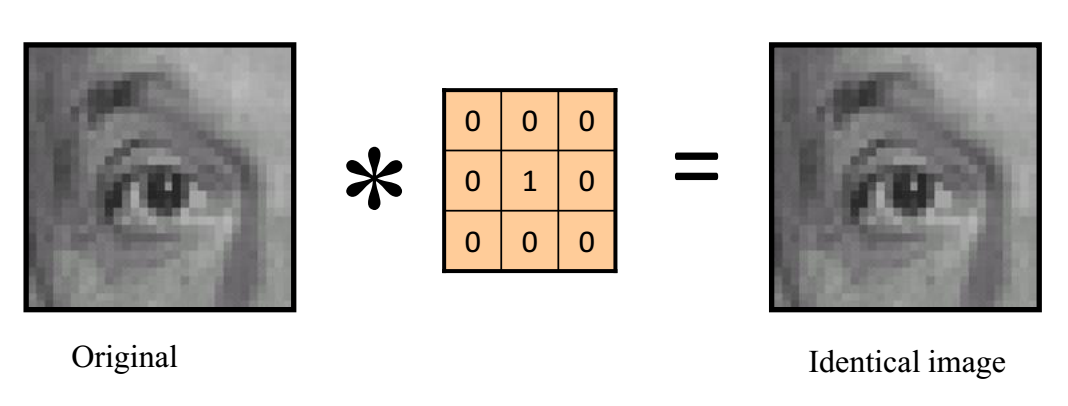 *
0 0 0
0 1 0
0 0 0
=
Original
Identical image